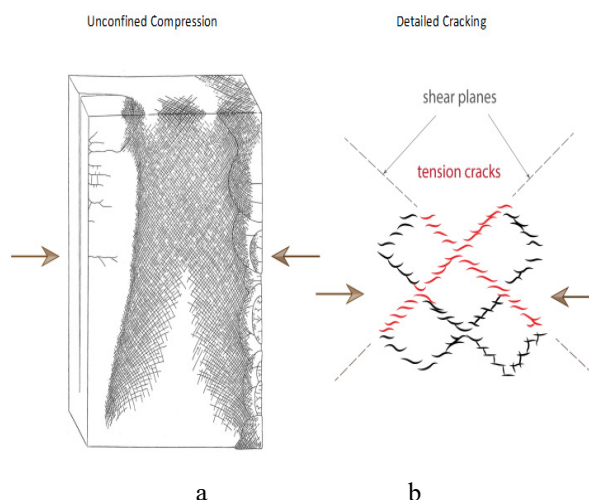 Unconfined Compression
Detailed Cracking
shear planes
tension cracks
a
b